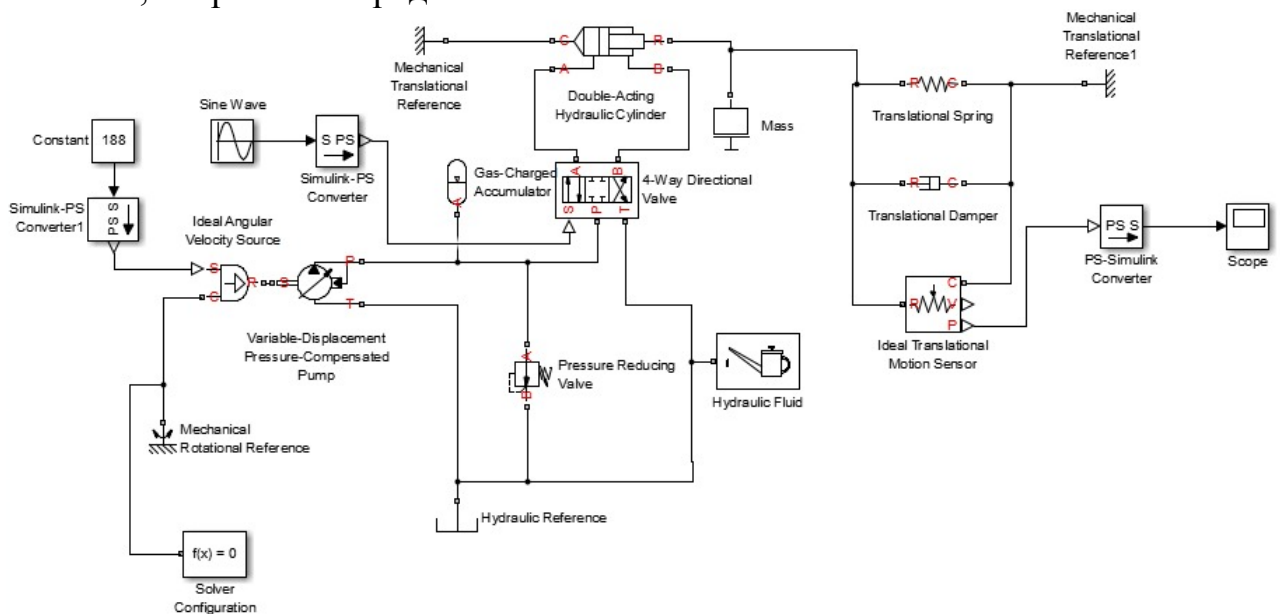 Mechanical
Translational
Reference1
C
R
A
B
Mechanical
Translational
Reference
Double-Acting
Hydraulic Cylinder
Mass
R
C
Translational Spring
Sine Wave
Constant
188
S PS
Simulink-PS
Converter
Gas-Charged
Accumulator
A
A
B
S
P
T
4-Way Directional
Valve
R
C
Translational Damper
Simulink-PS
Converter1
PS S
Ideal Angular
Velocity Source
S
C
R
S
P
T
Variable-Displacement
Pressure-Compensated
Pump
PS S
PS-Simulink
Converter
Scope
C
R
V
P
Ideal Translational
Motion Sensor
A
B
Pressure Reducing
Valve
Hydraulic Fluid
Mechanical
Rotational Reference
Hydraulic Reference
f(x) = 0
Solver
Configuration